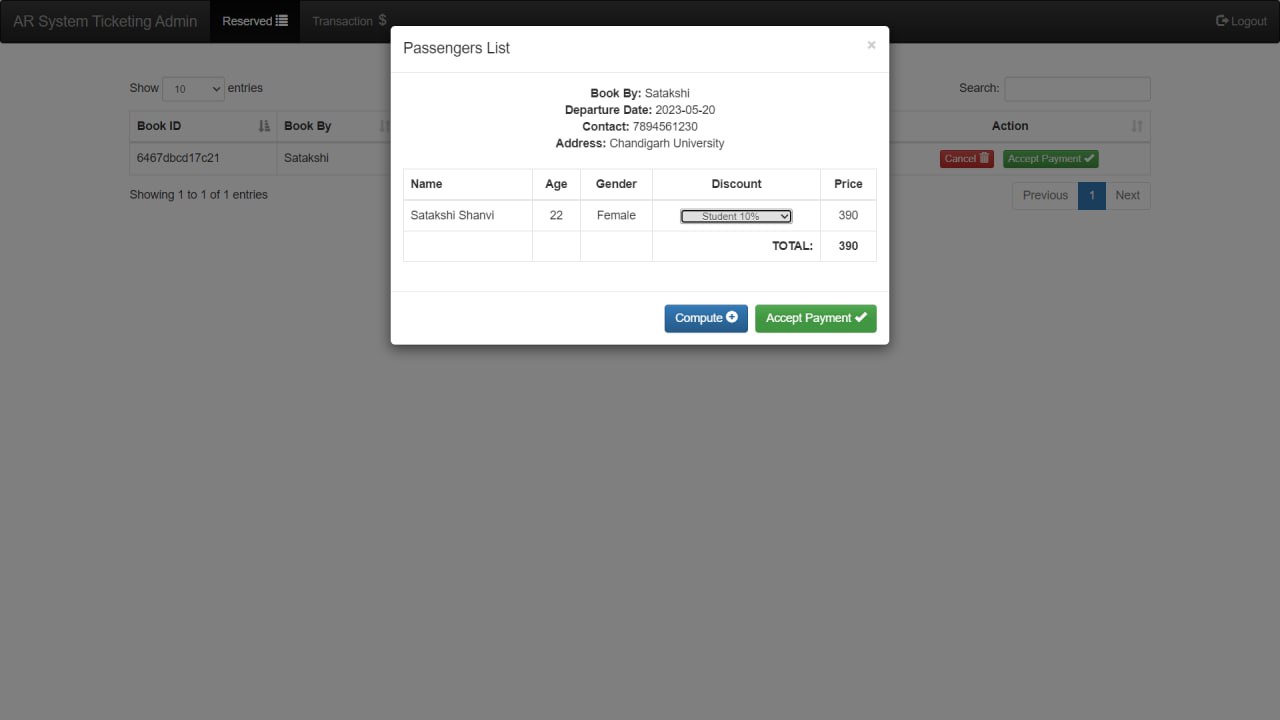 AR System Ticketing Admin Reserved Transaction $ Logout
Passengers List ×
Book By: Satakshi
Departure Date: 2023-05-20
Contact: 7894561230
Address: Chandigarh University
Name Age Gender Discount Price
Satakshi Shanvi 22 Female Student 10% 390
TOTAL: 390
Compute Accept Payment
Show 10 entries Search:
Book ID Book By Action
6467dbcd17c21 Satakshi Cancel Accept Payment
Showing 1 to 1 of 1 entries Previous 1 Next